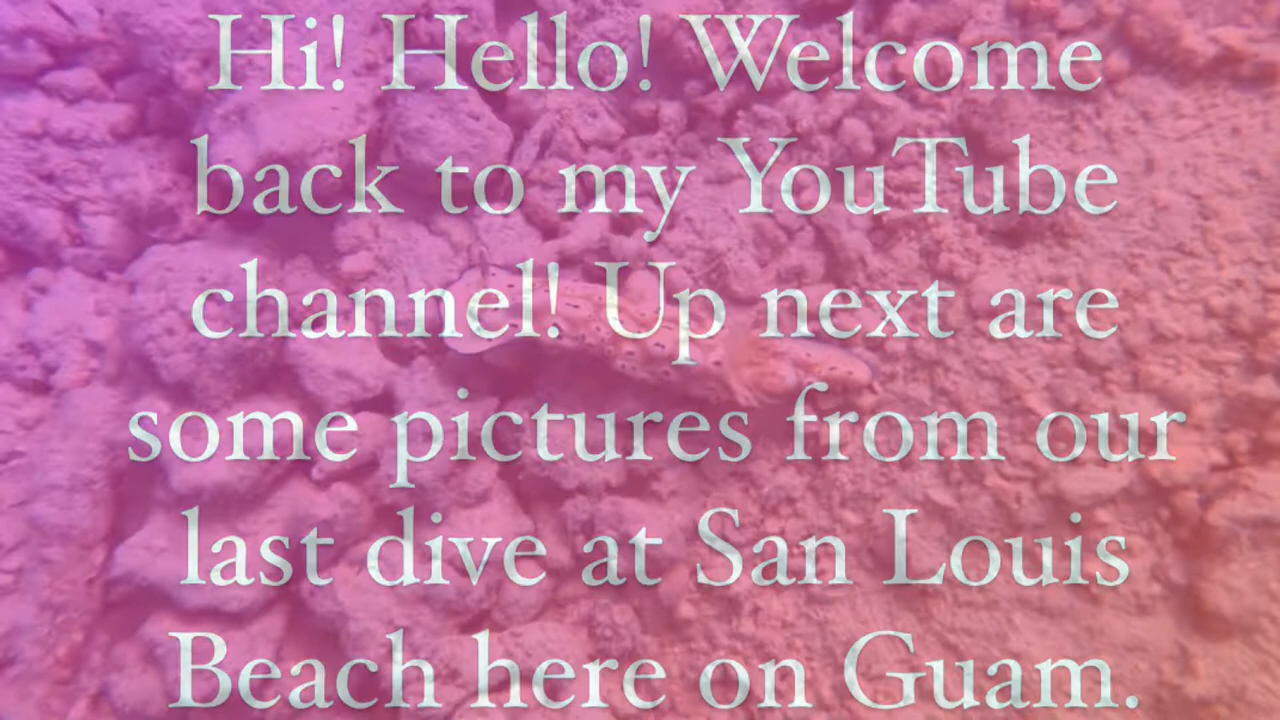 Hi! Hello! Welcome
back to my YouTube
channel! Up next are
some pictures from our
last dive at San Louis
Beach here on Guam.